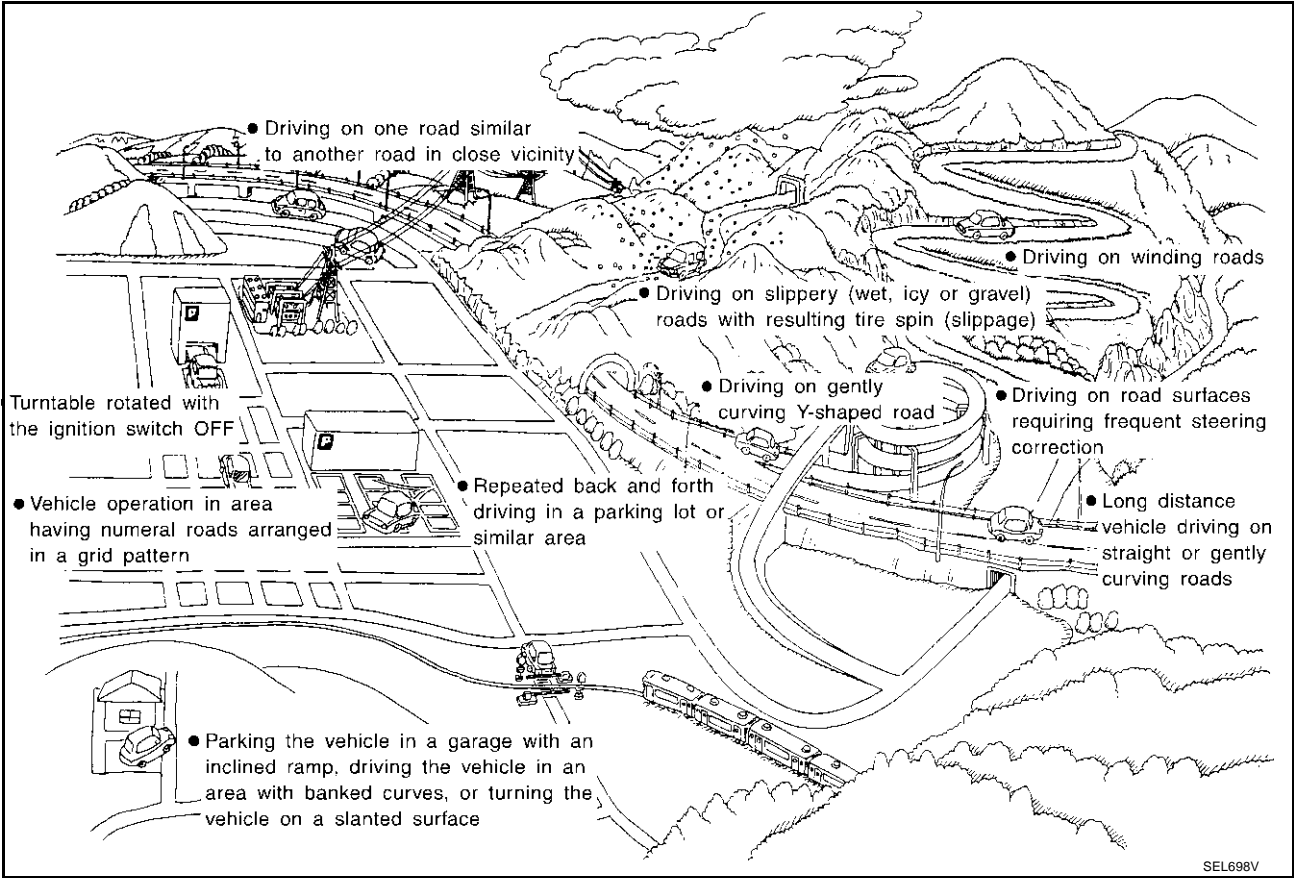 ● Driving on one road similar
to another road in close vicinity
● Driving on winding roads
● Driving on slippery (wet, icy or gravel)
roads with resulting tire spin (slippage)
P
Turntable rotated with
the ignition switch OFF
● Driving on gently
curving Y-shaped road
● Driving on road surfaces
requiring frequent steering
correction
P
● Vehicle operation in area
having numeral roads arranged
in a grid pattern
● Repeated back and forth
driving in a parking lot or
similar area
● Long distance
vehicle driving on
straight or gently
curving roads
● Parking the vehicle in a garage with an
inclined ramp, driving the vehicle in an
area with banked curves, or turning the
vehicle on a slanted surface
SEL698V